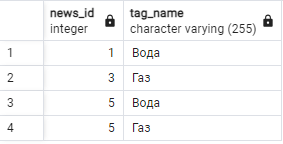 news_id tag_name
integer character varying (255)
1 1 Вода
2 3 Газ
3 5 Вода
4 5 Газ